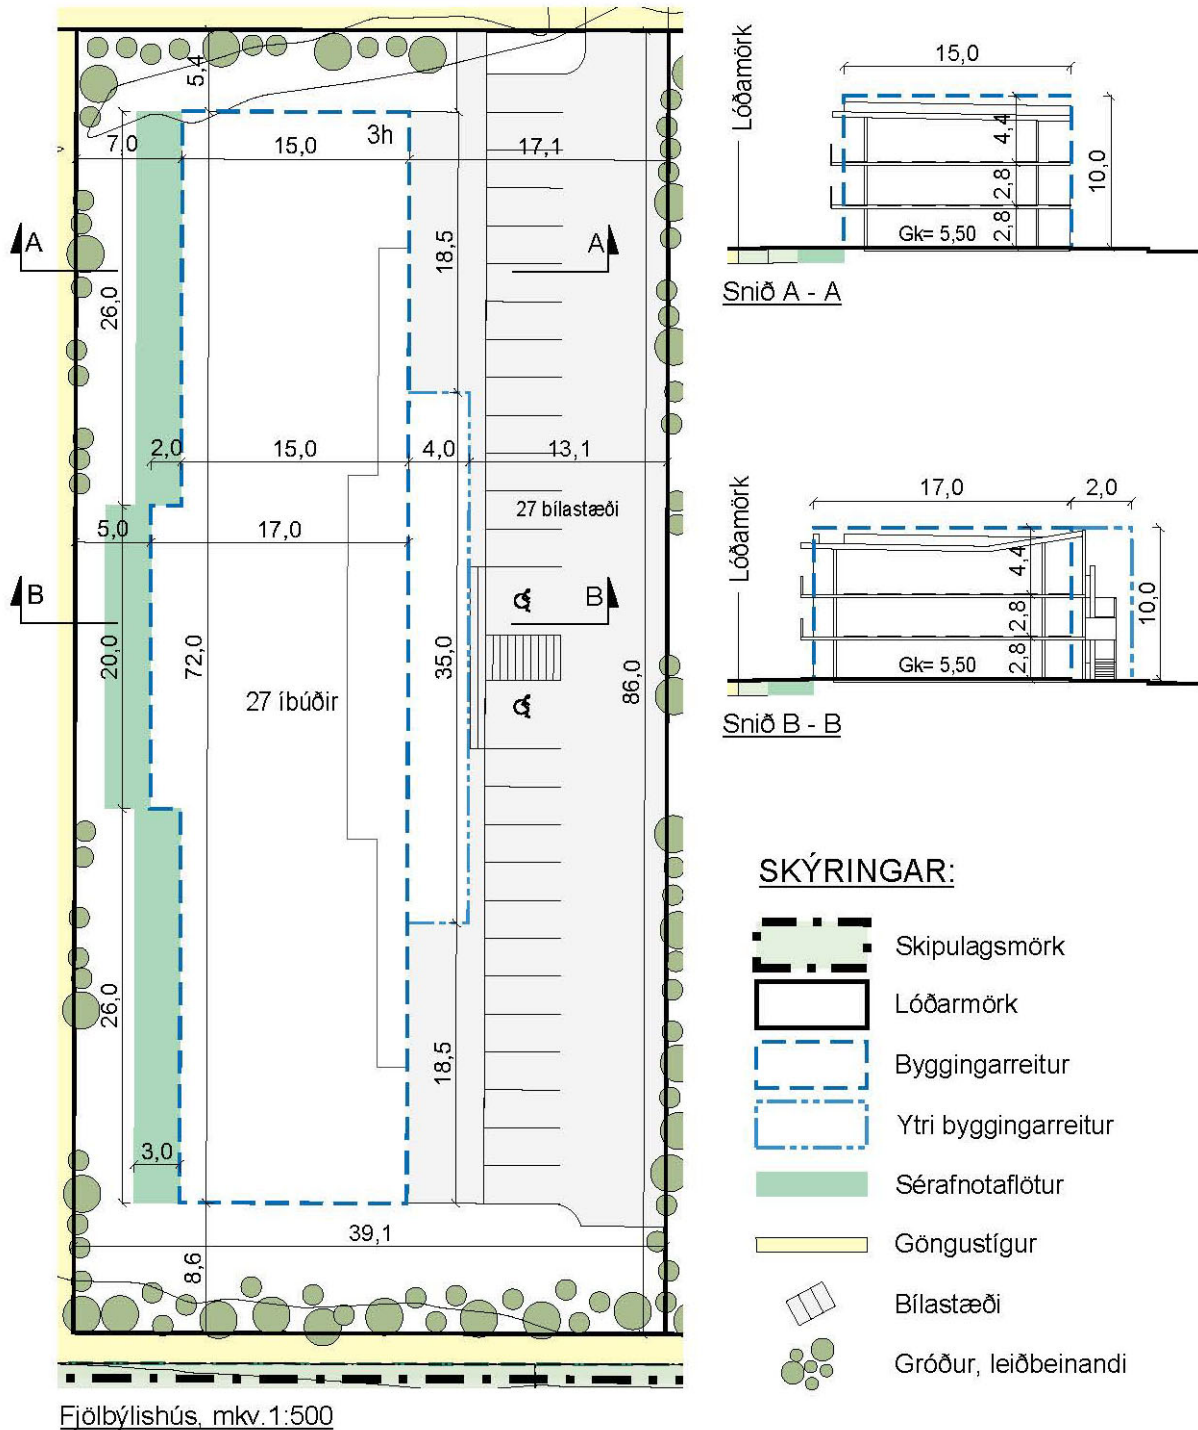 5,4
3h
7,0
15,0
17,1
A
A
18,5
26,0
2,0
15,0
4,0
13,1
27 bílastæði
5,0
17,0
B
B
20,0
72,0
35,0
86,0
27 íbúðir
26,0
18,5
3,0
39,1
8,6
Fjölbýlishús, mkv.1:500
Lóðamörk
15,0
4,4
2,8
2,8
10,0
Gk= 5,50
Snið A - A
Lóðamörk
17,0
2,0
4,4
2,8
2,8
10,0
Gk= 5,50
Snið B - B
SKÝRINGAR:
Skipulagsmörk
Lóðarmörk
Byggingarreitur
Ytri byggingarreitur
Sérafnotaflötur
Göngustígur
Bílastæði
Gróður, leiðbeinandi